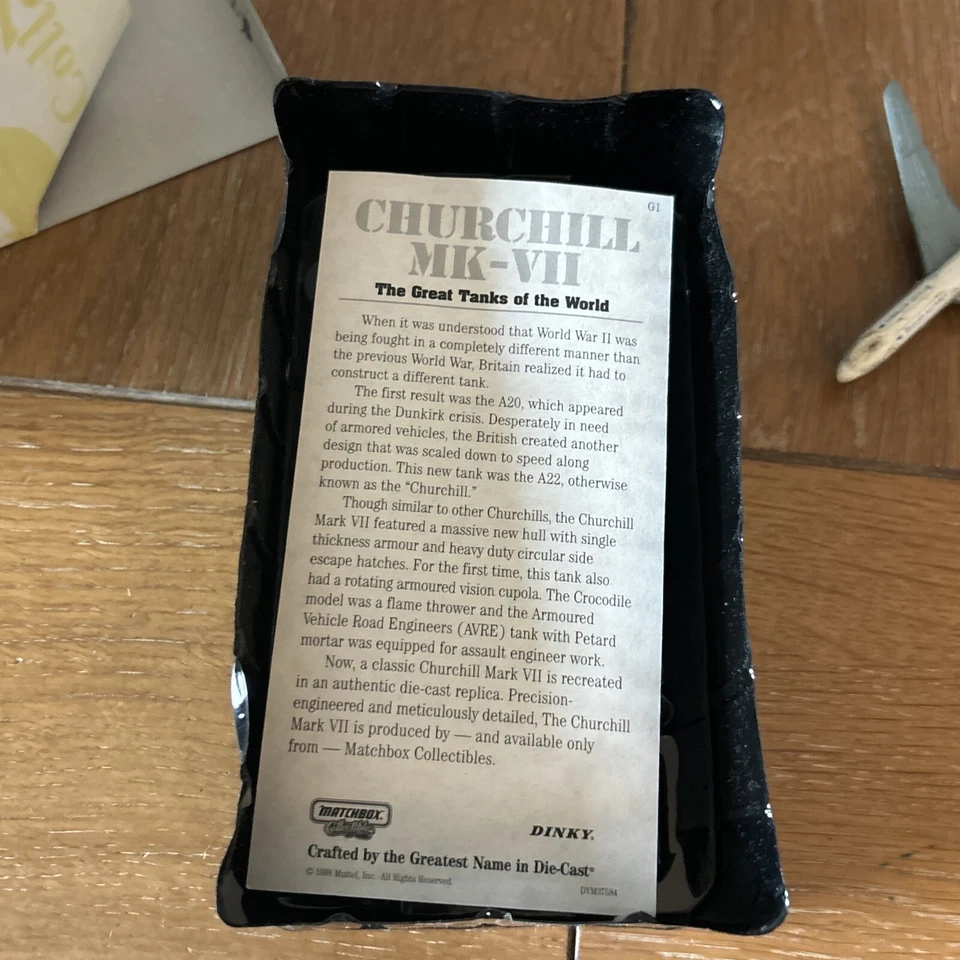 Colle
G1
CHURCHILL
MK-VII
The Great Tanks of the World
When it was understood that World War II was
being fought in a completely different manner than
the previous World War, Britain realized it had to
construct a different tank.
The first result was the A20, which appeared
during the Dunkirk crisis. Desperately in need
of armored vehicles, the British created another
design that was scaled down to speed along
production. This new tank was the A22, otherwise
known as the “Churchill.”
Though similar to other Churchills, the Churchill
Mark VII featured a massive new hull with single
thickness armour and heavy duty circular side
escape hatches. For the first time, this tank also
had a rotating armoured vision cupola. The Crocodile
model was a flame thrower and the Armoured
Vehicle Road Engineers (AVRE) tank with Petard
mortar was equipped for assault engineer work.
Now, a classic Churchill Mark VII is recreated
in an authentic die-cast replica. Precision-
engineered and meticulously detailed, The Churchill
Mark VII is produced by — and available only
from — Matchbox Collectibles.
MATCHBOX
Collectibles
DINKY.
Crafted by the Greatest Name in Die-Cast®
© 1998 Mattel, Inc. All Rights Reserved.
DYM37584